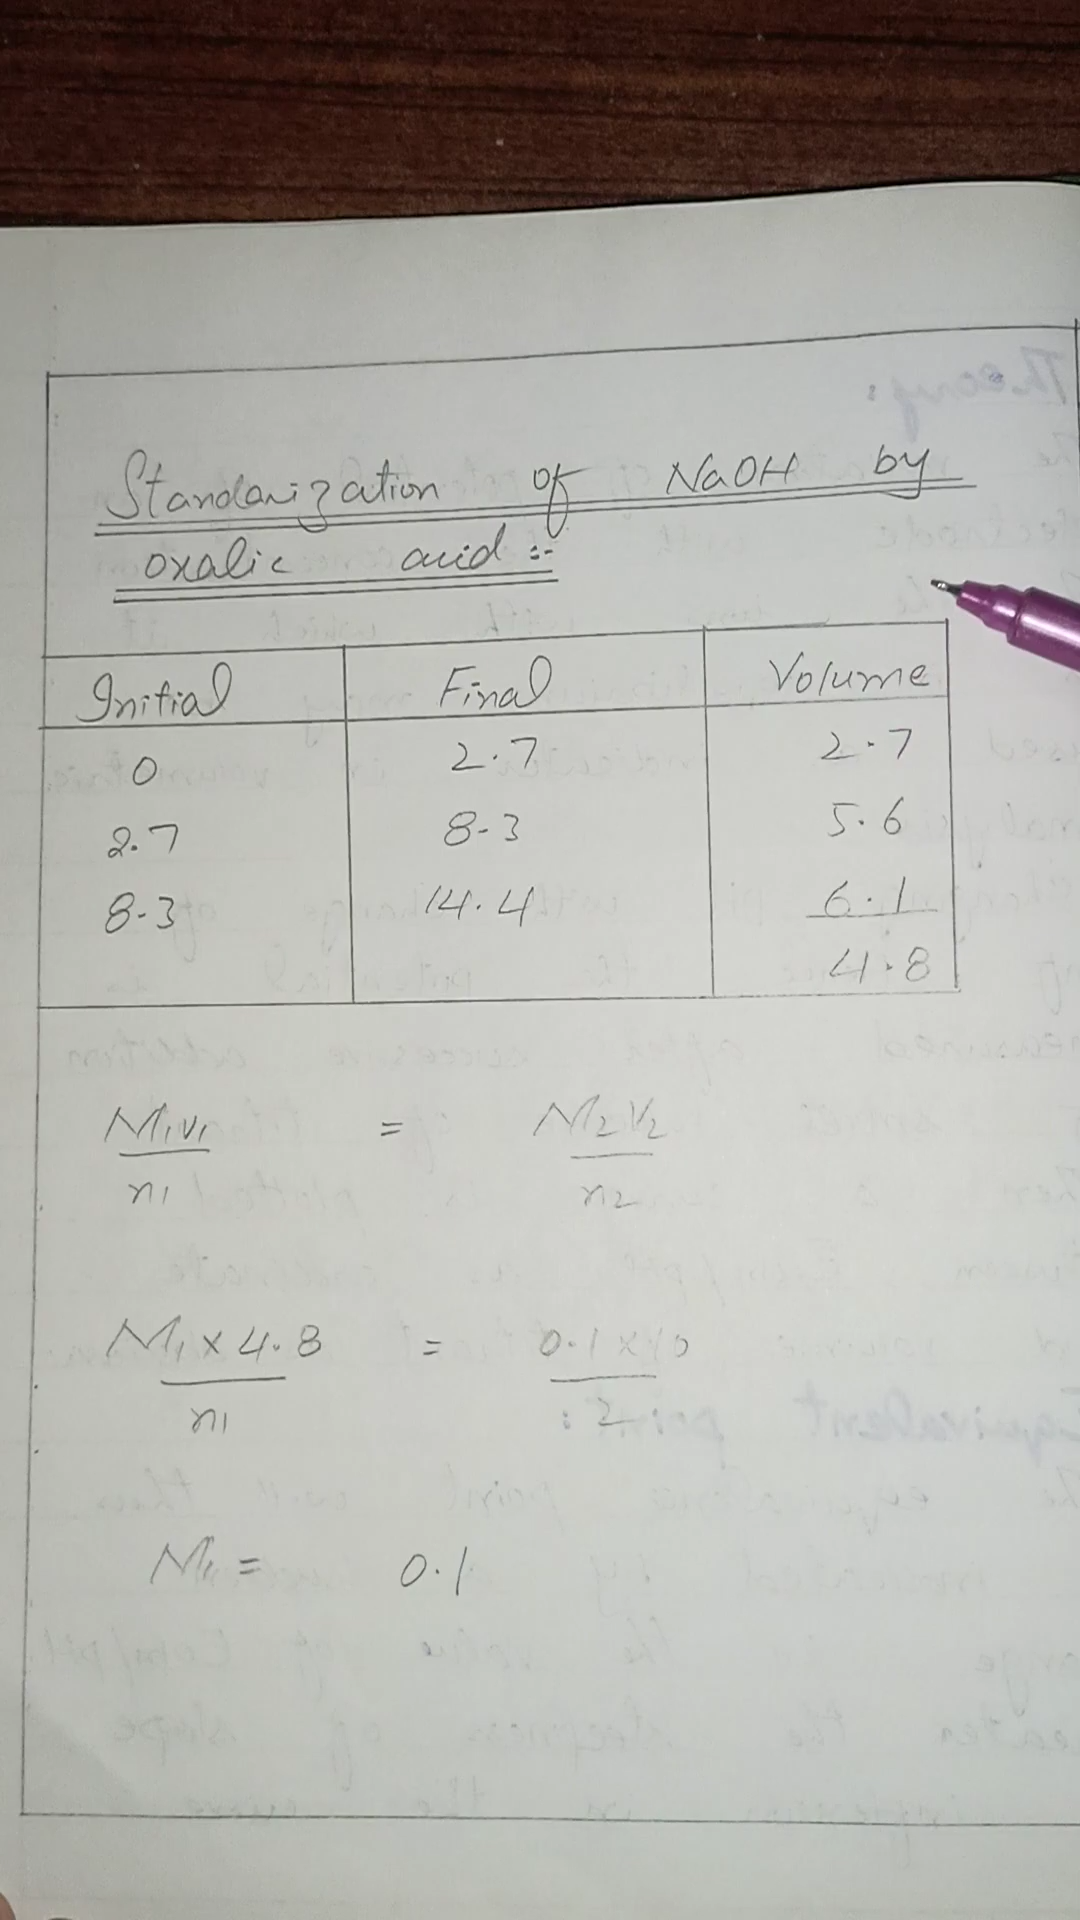 Standarization of NaOH by
oxalic acid :-
Initial Final Volume
0 2.7 2.7
2.7 8.3 5.6
8.3 14.4 6.1
4.8
M1V1 = M2V2
n1 n2
M1 x 4.8 = 0.1 x 10
n1 2
M1 = 0.1